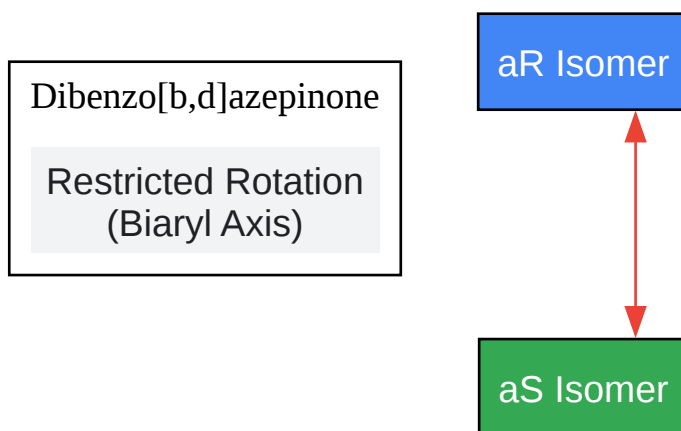 Dibenzo[b,d]azepinone
Restricted Rotation
(Biaryl Axis)
aR Isomer
aS Isomer